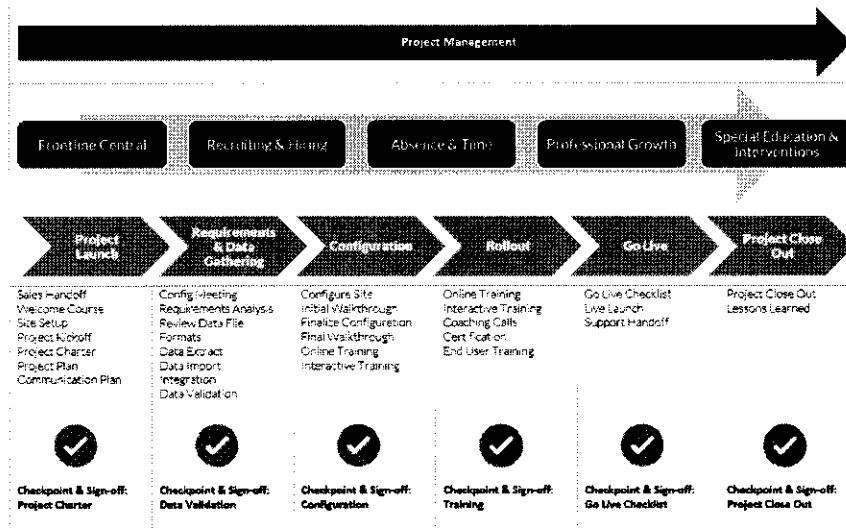 Project Management
Frontline Central
Recruiting & Hiring
Absence & Time
Professional Growth
Special Education &
Interventions
Project
Launch
Requirements
& Data
Gathering
Configuration
Rollout
Go Live
Project Close
Out
Sales Handoff
Welcome Course
Site Setup
Project Kickoff
Project Charter
Project Plan
Communication Plan
Config Meeting
Requirements Analysis
Review Data File
Formats
Data Extract
Data Import
Integration
Data Validation
Configure Site
Initial Walkthrough
Finalize Configuration
Final Walkthrough
Online Training
Interactive Training
Online Training
Interactive Training
Coaching Calls
Certification
End User Training
Go Live Checklist
Live Launch
Support Handoff
Project Close Out
Lessons Learned
Checkpoint & Sign-off:
Project Charter
Checkpoint & Sign-off:
Data Validation
Checkpoint & Sign-off:
Configuration
Checkpoint & Sign-off:
Training
Checkpoint & Sign-off:
Go Live Checklist
Checkpoint & Sign-off:
Project Close Out